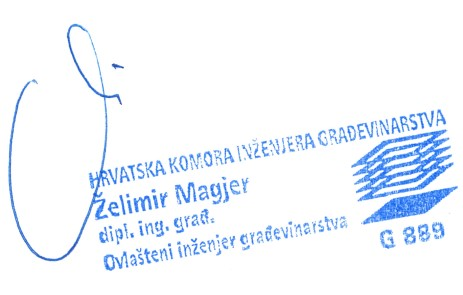 HRVATSKA KOMORA INŽENJERA GRAĐEVINARSTVA
Želimir Magjer
dipl. ing. građ.
Ovlašteni inženjer građevinarstva
G 889